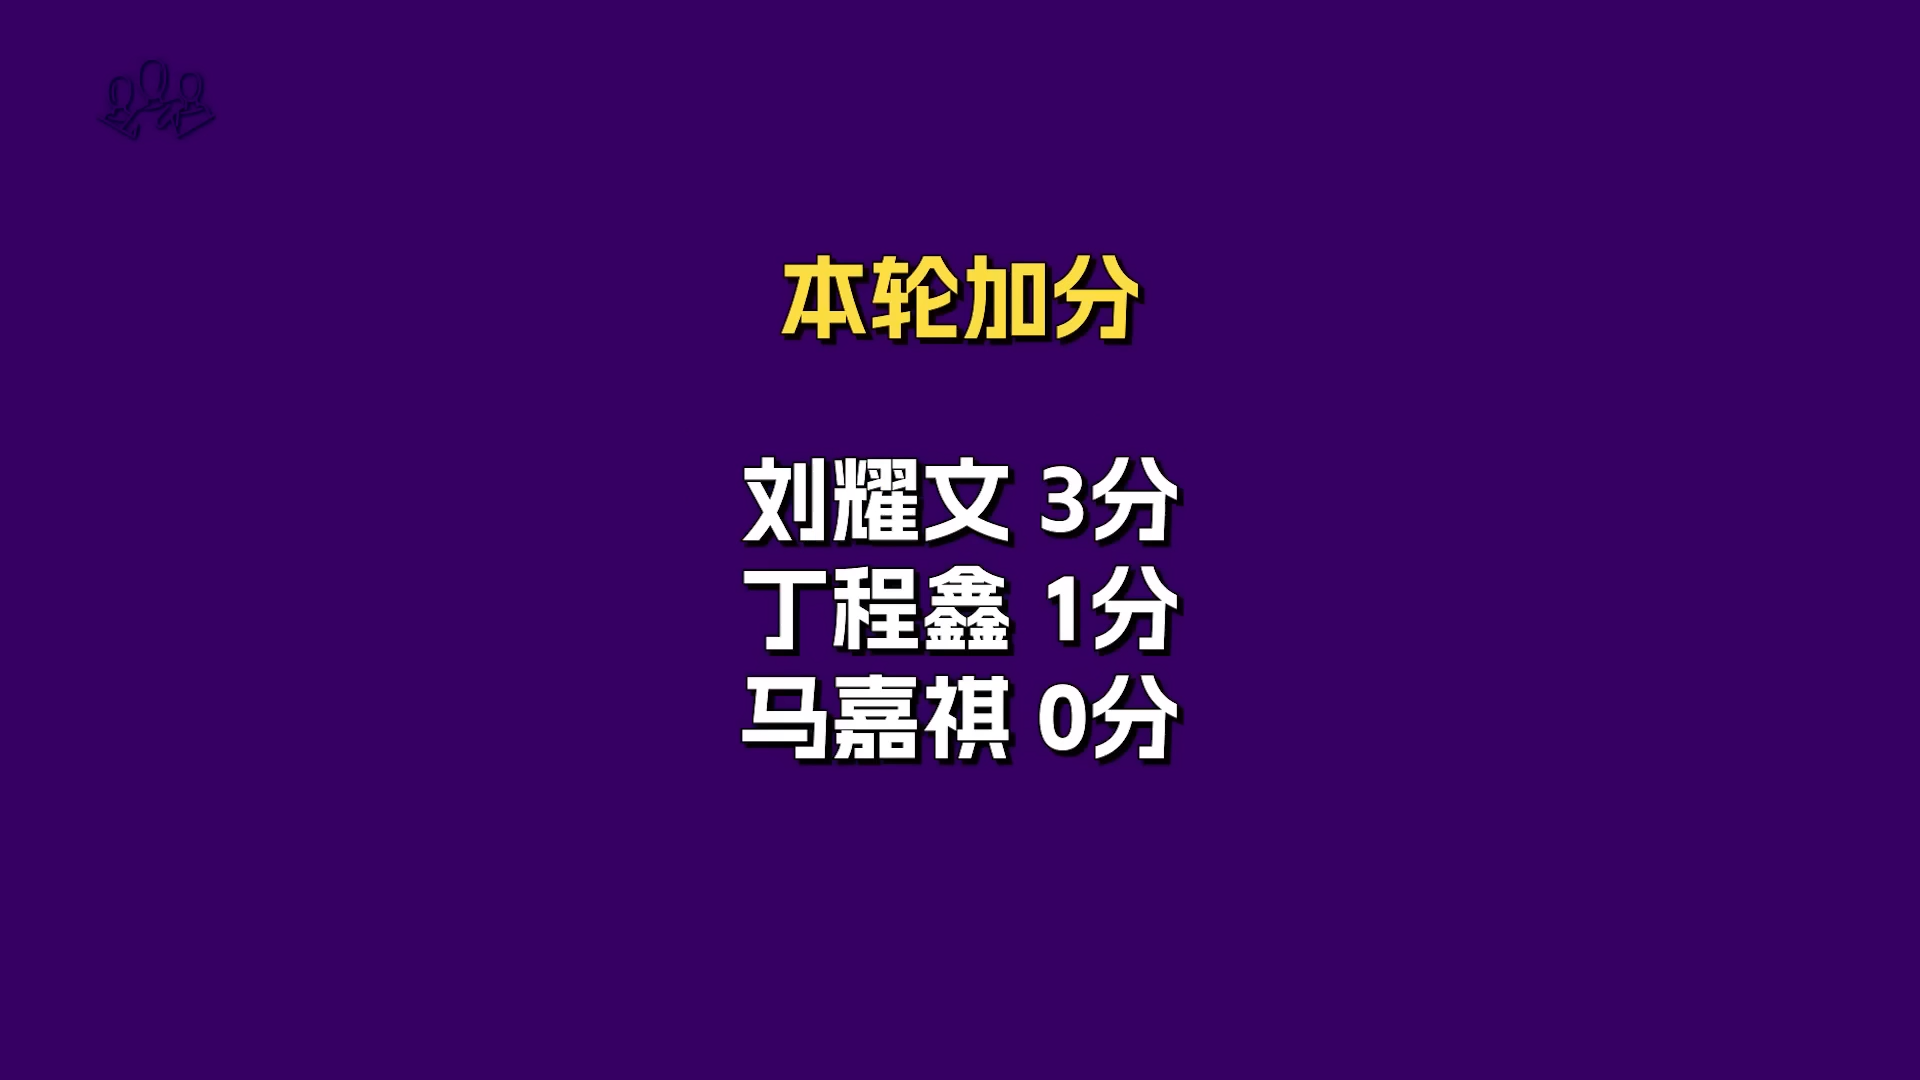 本轮加分
刘耀文 3分
丁程鑫 1分
马嘉祺 0分